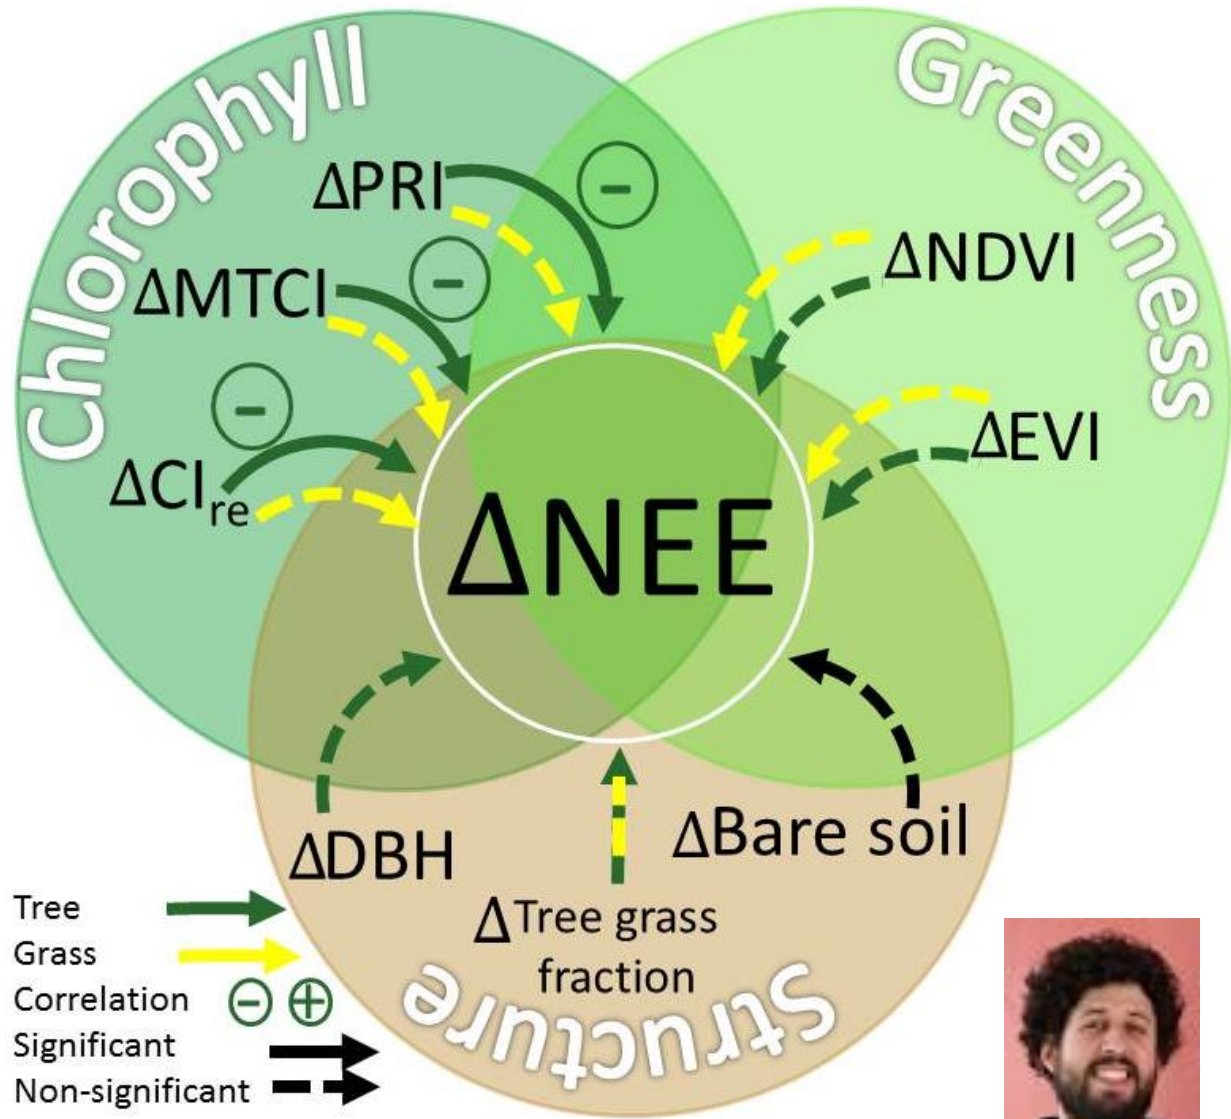 Chlorophyll
Greenness
ΔPRI
-
ΔNDVI
ΔMTCI
-
ΔEVI
-
ΔCIre
ΔNEE
ΔDBH
ΔBare soil
ΔTree grass
fraction
Structure
Tree
Grass
Correlation - +
Significant
Non-significant